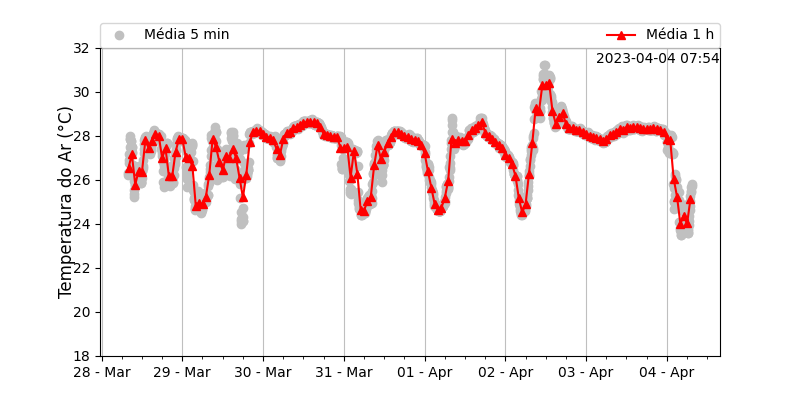 Média 5 min
Média 1 h
2023-04-04 07:54
Temperatura do Ar (°C)
32
30
28
26
24
22
20
18
28 - Mar
29 - Mar
30 - Mar
31 - Mar
01 - Apr
02 - Apr
03 - Apr
04 - Apr